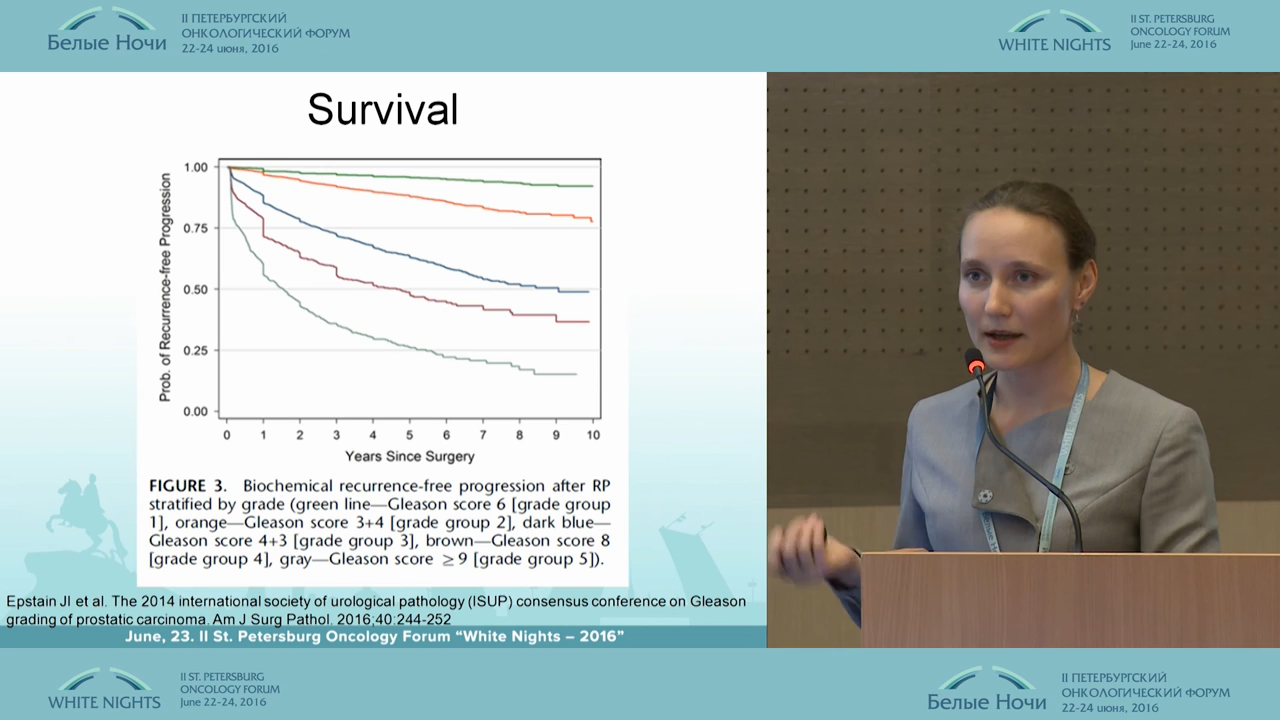 II ПЕТЕРБУРГСКИЙ
ОНКОЛОГИЧЕСКИЙ ФОРУМ
22-24 июня, 2016
Белые Ночи
II ST. PETERSBURG
ONCOLOGY FORUM
June 22-24, 2016
WHITE NIGHTS
Survival
Prob. of Recurrence-free Progression
1.00
0.75
0.50
0.25
0.00
0 1 2 3 4 5 6 7 8 9 10
Years Since Surgery
FIGURE 3. Biochemical recurrence-free progression after RP
stratified by grade (green line—Gleason score 6 [grade group
1], orange—Gleason score 3+4 [grade group 2], dark blue—
Gleason score 4+3 [grade group 3], brown—Gleason score 8
[grade group 4], gray—Gleason score ≥9 [grade group 5]).
Epstain JI et al. The 2014 international society of urological pathology (ISUP) consensus conference on Gleason
grading of prostatic carcinoma. Am J Surg Pathol. 2016;40:244-252
June, 23. II St. Petersburg Oncology Forum “White Nights – 2016”
WHITE NIGHTS
II ST. PETERSBURG
ONCOLOGY FORUM
June 22-24, 2016
Белые Ночи
II ПЕТЕРБУРГСКИЙ
ОНКОЛОГИЧЕСКИЙ ФОРУМ
22-24 июня, 2016